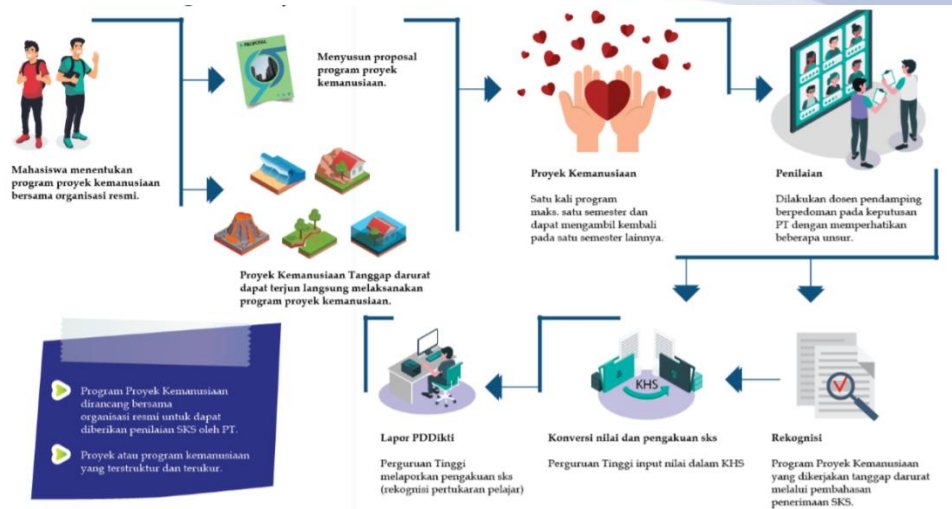 Mahasiswa menentukan
program proyek kemanusiaan
bersama organisasi resmi.
PROPOSAL
Menyusun proposal
program proyek
kemanusiaan.
Proyek Kemanusiaan Tanggap darurat
dapat terjun langsung melaksanakan
program proyek kemanusiaan.
Proyek Kemanusiaan
Satu kali program
maks. satu semester dan
dapat mengambil kembali
pada satu semester lainnya.
Penilaian
Dilakukan dosen pendamping
berpedoman pada keputusan
PT dengan memperhatikan
beberapa unsur.
Rekognisi
Program Proyek Kemanusiaan
yang dikerjakan tanggap darurat
melalui pembahasan
penerimaan SKS.
KHS
Konversi nilai dan pengakuan sks
Perguruan Tinggi input nilai dalam KHS
Lapor PDDikti
Perguruan Tinggi
melaporkan pengakuan sks
(rekognisi pertukaran pelajar)
Program Proyek Kemanusiaan
dirancang bersama
organisasi resmi untuk dapat
diberikan penilaian SKS oleh PT.
Proyek atau program kemanusiaan
yang terstruktur dan terukur.